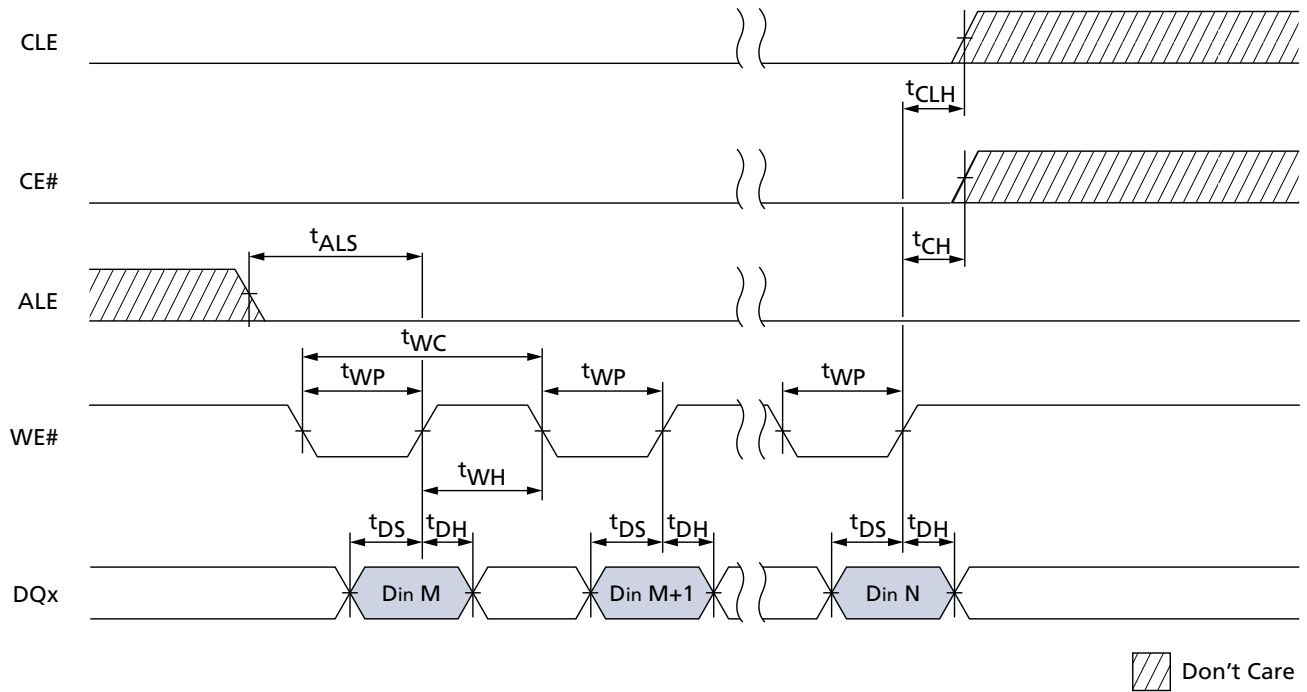 CLE
tCLH
CE#
tCH
tALS
ALE
tWC
tWP tWP tWP
WE#
tWH
tDS tDH tDS tDH tDS tDH
DQx Din M Din M+1 Din N
Don't Care